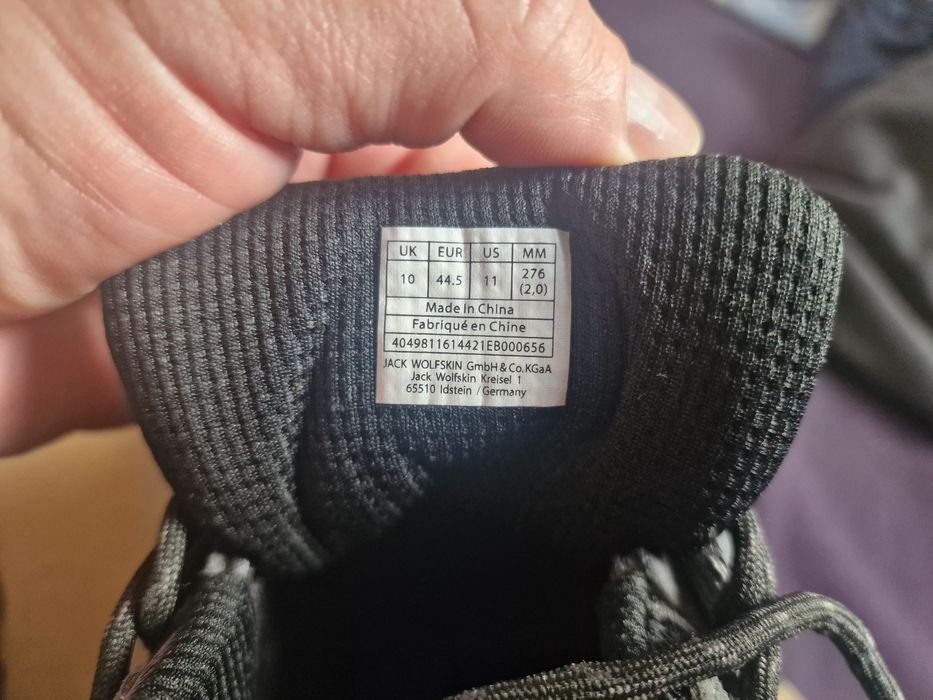 UK EUR US MM
10 44.5 11 276 (2,0)
Made in China
Fabriqué en Chine
4049811614421EB000656
JACK WOLFSKIN GmbH & Co.KGaA
Jack Wolfskin Kreisel 1
65510 Idstein / Germany